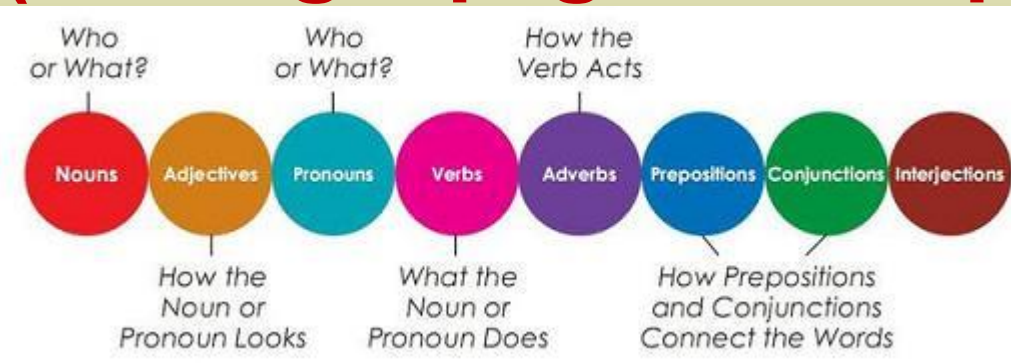 Who
or What?
Who
or What?
How the
Verb Acts
Nouns
Adjectives
Pronouns
Verbs
Adverbs
Prepositions
Conjunctions
Interjections
How the
Noun or
Pronoun Looks
What the
Noun or
Pronoun Does
How Prepositions
and Conjunctions
Connect the Words